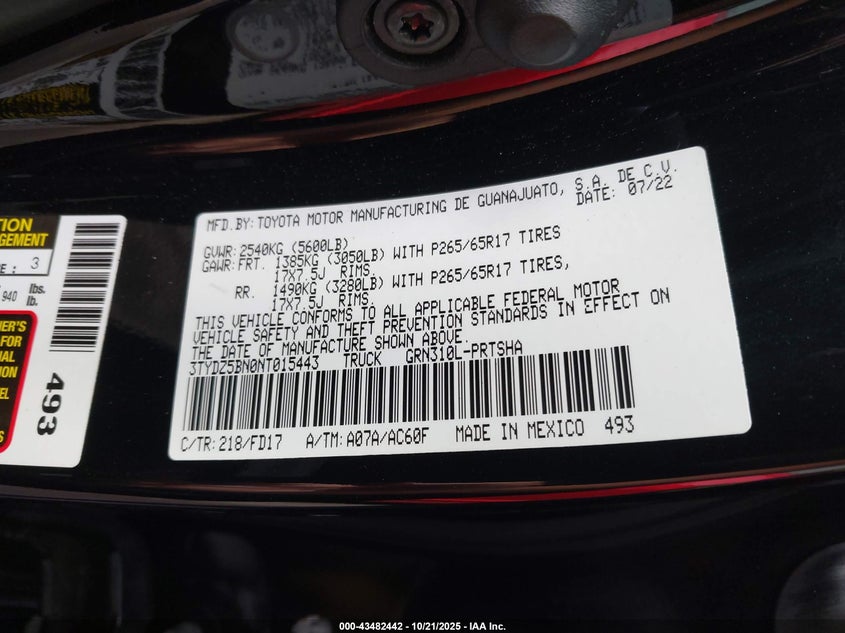 MFD. BY: TOYOTA MOTOR MANUFACTURING DE GUANAJUATO, S.A. DE C.V.
DATE: 07/22
GVWR: 2540KG (5600LB)
GAWR: FRT. 1385KG (3050LB) WITH P265/65R17 TIRES
17X7.5J RIMS.
RR. 1490KG (3280LB) WITH P265/65R17 TIRES,
17X7.5J RIMS.
THIS VEHICLE CONFORMS TO ALL APPLICABLE FEDERAL MOTOR
VEHICLE SAFETY AND THEFT PREVENTION STANDARDS IN EFFECT ON
THE DATE OF MANUFACTURE SHOWN ABOVE.
3TYDZ5BN0NT015443 TRUCK GRN310L-PRTSHA
C/TR: 218/FD17 A/TM: A07A/AC60F MADE IN MEXICO 493
: 3
940 lbs.
lb.
493
000-43482442 - 10/21/2025 - IAA Inc.